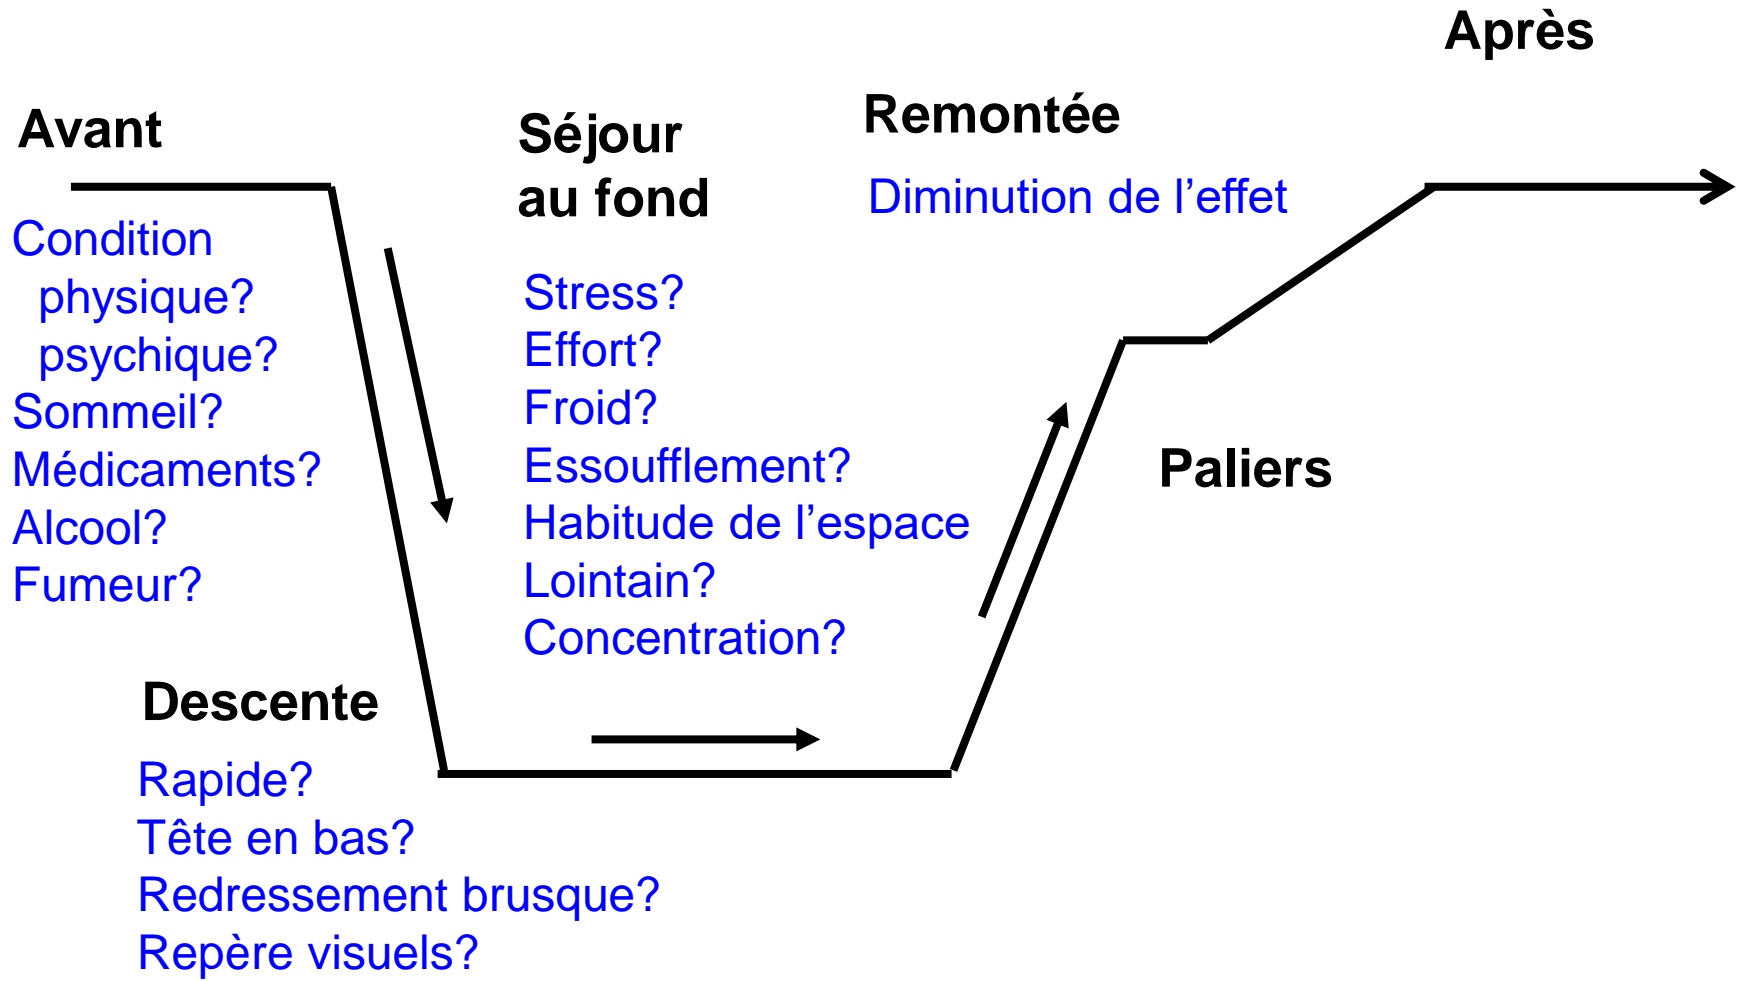 Avant
Condition
physique?
psychique?
Sommeil?
Médicaments?
Alcool?
Fumeur?
Descente
Rapide?
Tête en bas?
Redressement brusque?
Repère visuels?
Séjour
au fond
Stress?
Effort?
Froid?
Essoufflement?
Habitude de l’espace
Lointain?
Concentration?
Remontée
Diminution de l’effet
Paliers
Après